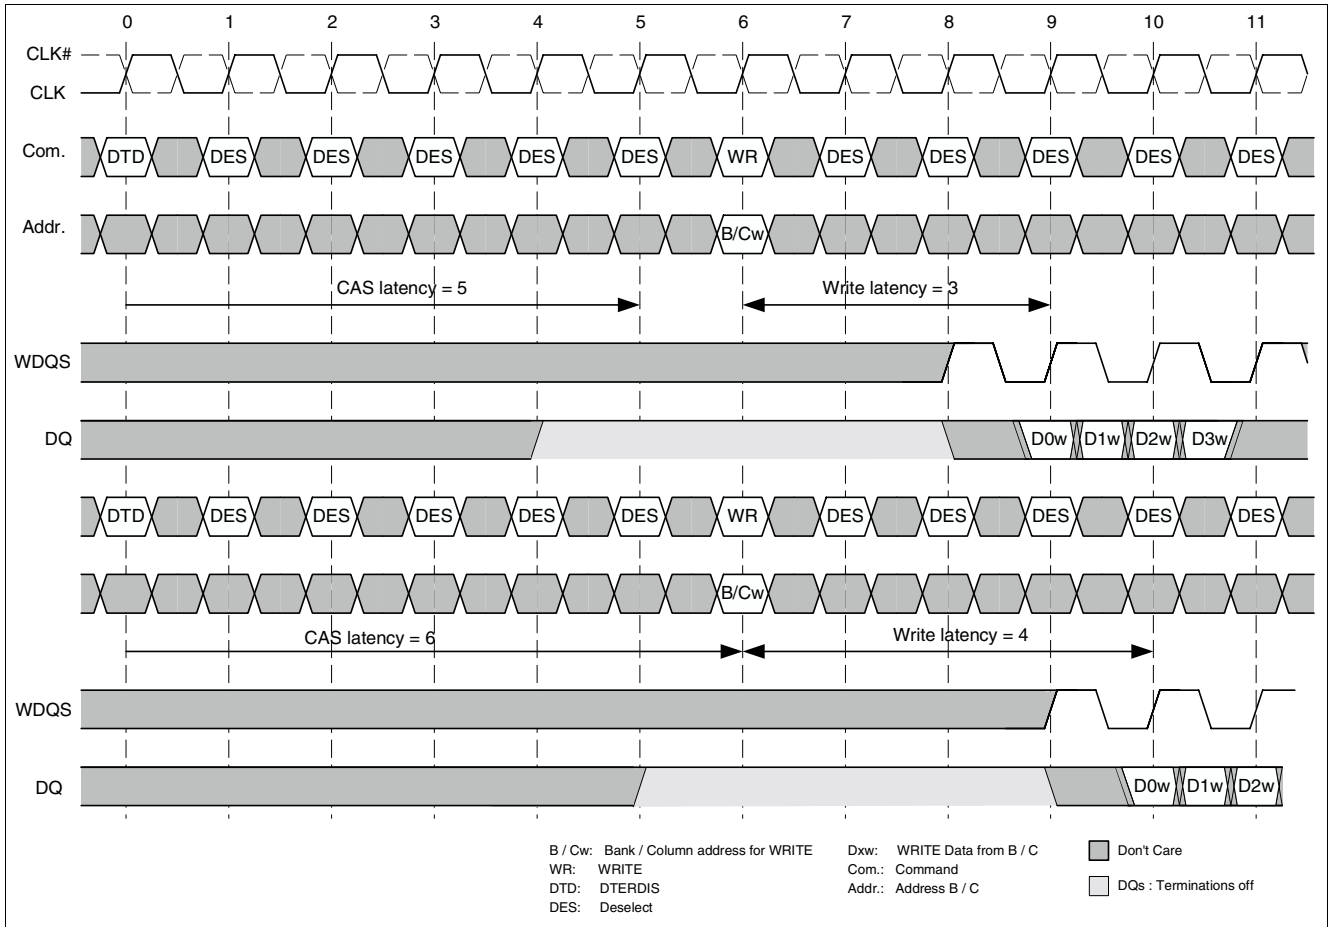 0 1 2 3 4 5 6 7 8 9 10 11
CLK#
CLK
Com. DTD DES DES DES DES DES WR DES DES DES DES DES
Addr. B/Cw
CAS latency = 5 Write latency = 3
WDQS
DQ D0w D1w D2w D3w
DTD DES DES DES DES DES WR DES DES DES DES DES
B/Cw
CAS latency = 6 Write latency = 4
WDQS
DQ D0w D1w D2w
B / Cw: Bank / Column address for WRITE Dxw: WRITE Data from B / C Don't Care
WR: WRITE Com.: Command
DTD: DTERDIS Addr.: Address B / C DQs : Terminations off
DES: Deselect